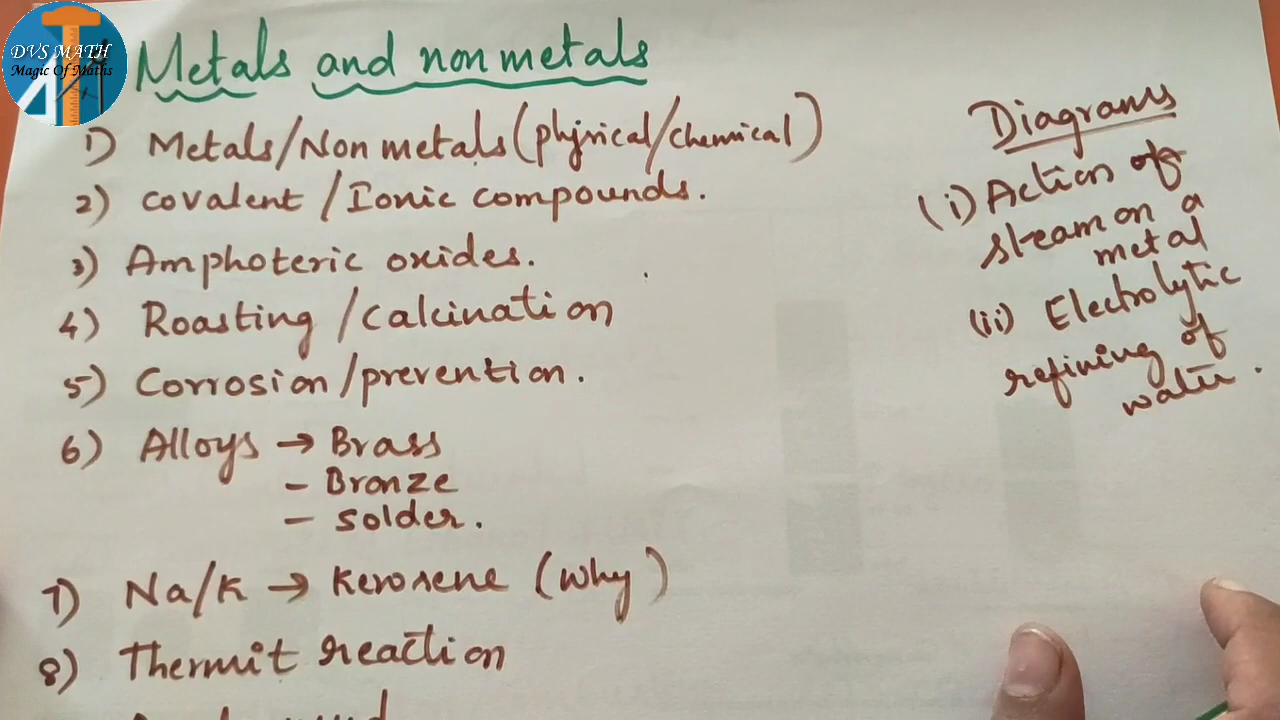 DVS MATH
Magic Of Maths
Metals and nonmetals
1) Metals/Non metals (physical/chemical)
2) covalent / Ionic compounds.
3) Amphoteric oxides.
4) Roasting / calcination
5) Corrosion / prevention.
6) Alloys → Brass
- Bronze
- solder.
7) Na/K → Kerosene (why)
8) Thermit reaction
Diagrams
(i) Action of
steam on a
metal
(ii) Electrolytic
refining of
water.